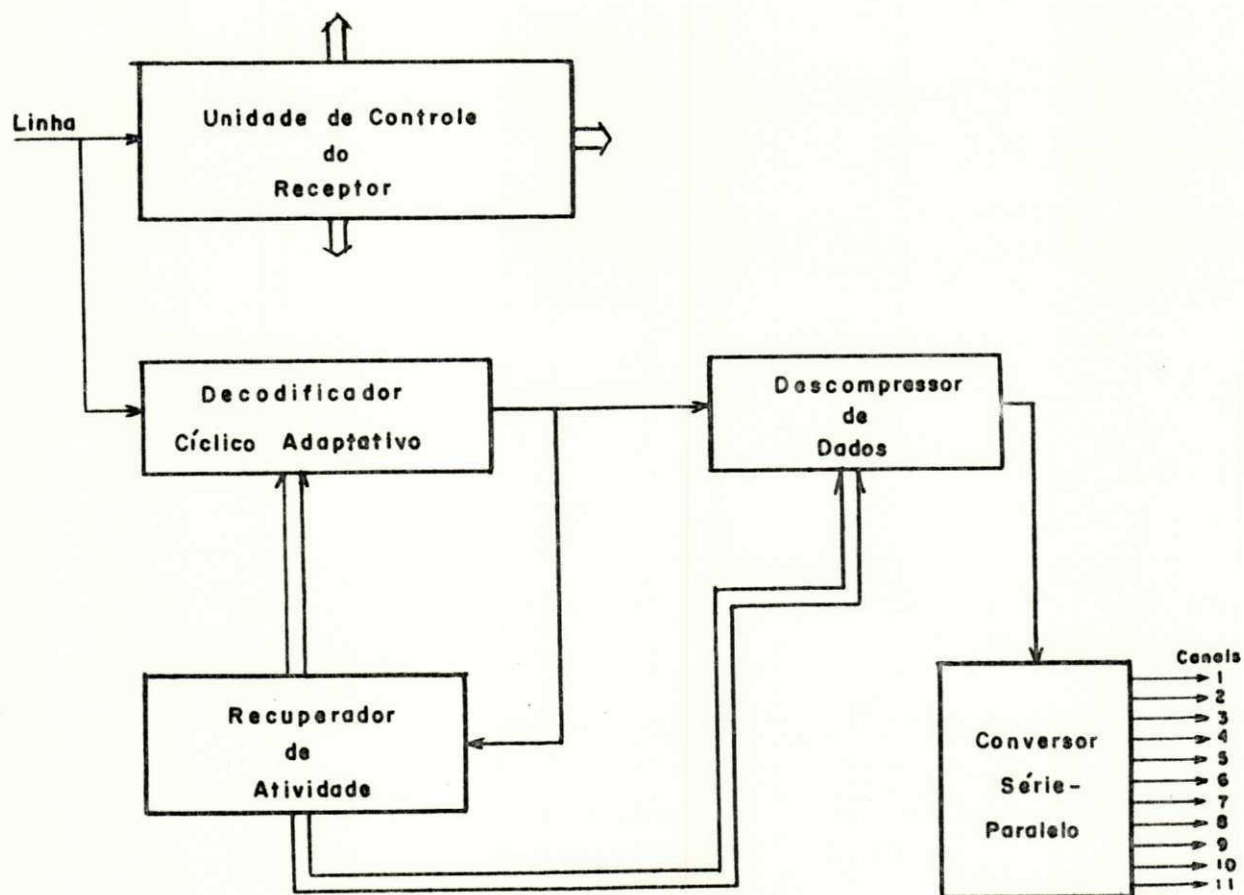 Linha
Unidade de Controle
do
Receptor
Decodificador
Cíclico Adaptativo
Descompressor
de
Dados
Recuperador
de
Atividade
Conversor
Série-
Paralelo
Canais
1
2
3
4
5
6
7
8
9
10
11